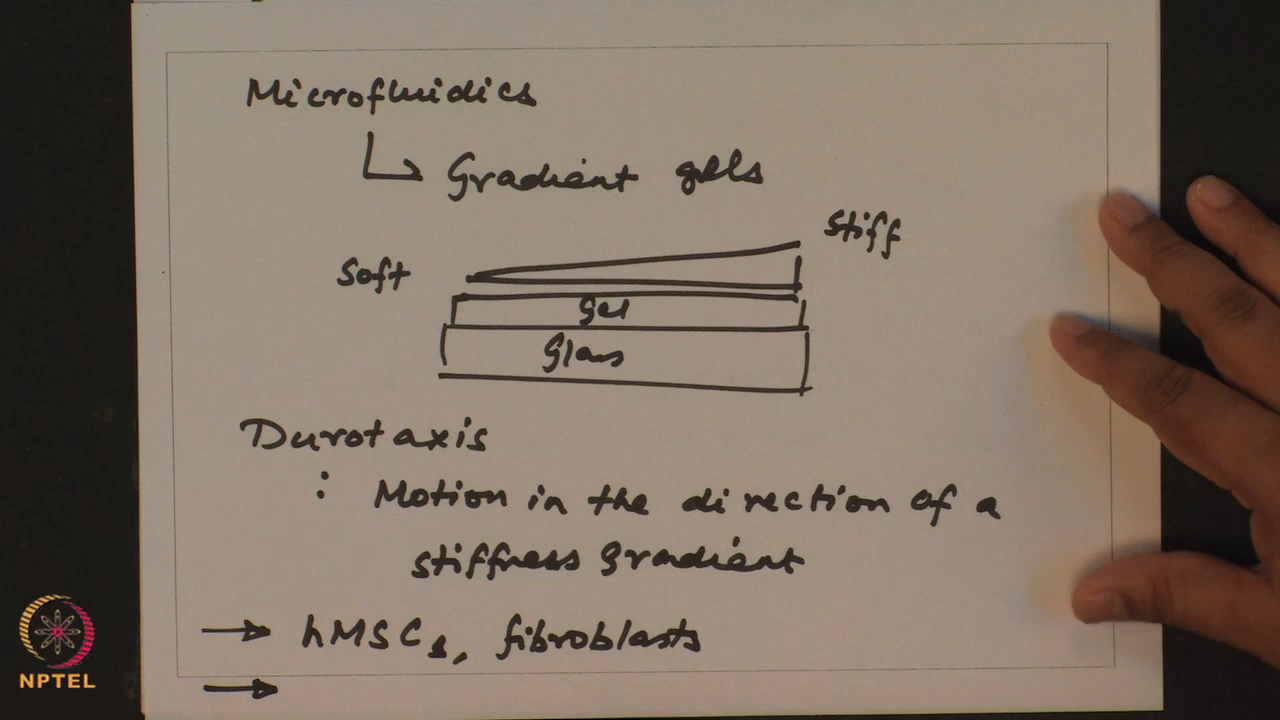 Microfluidics
Gradient gels
Stiff
Soft
Gel
Glass
Durotaxis
: Motion in the direction of a
stiffness gradient
→ hMSCs, fibroblasts
→
NPTEL